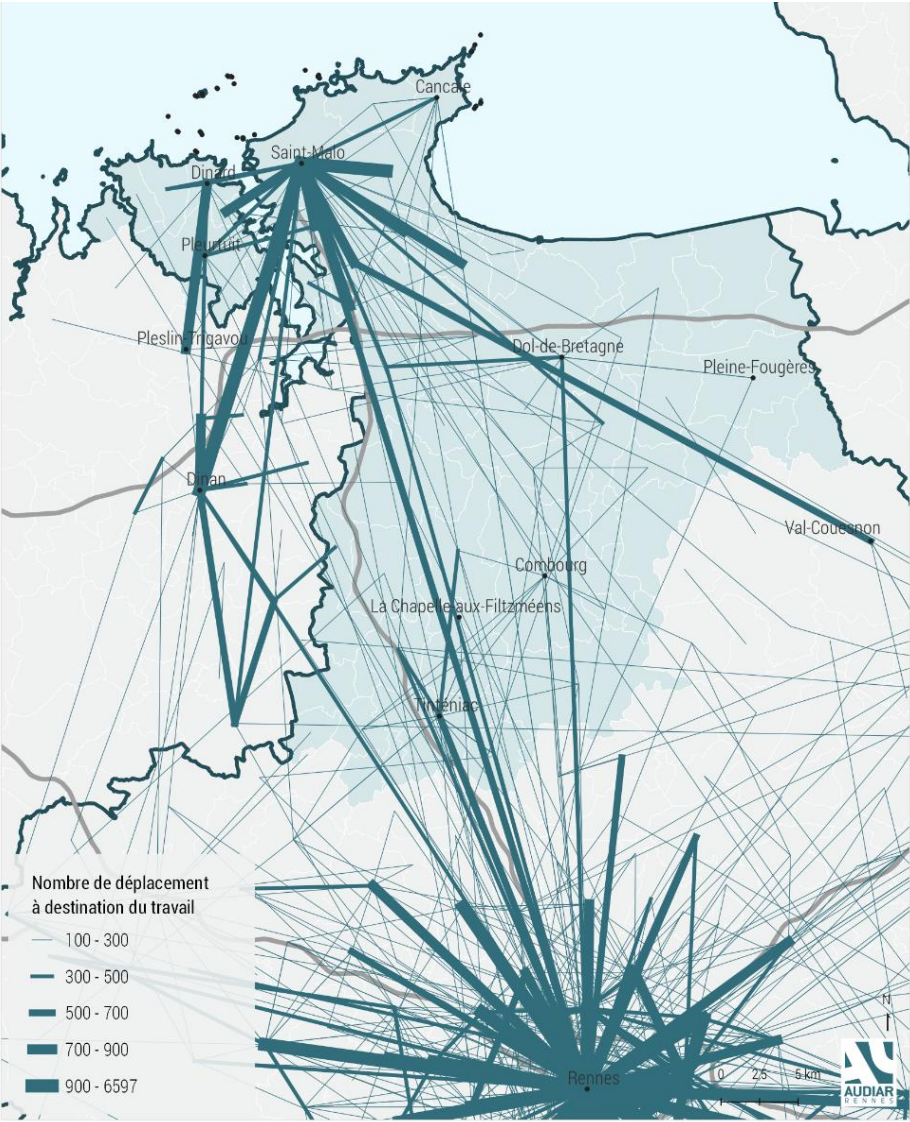 Cancale
Saint-Malo
Dinard
Pleurtuit
Pleslin-Trigavou
Dol-de-Bretagne
Pleine-Fougères
Dinan
Val-Couesnon
Combourg
La Chapelle-aux-Filtzméens
Tinténiac
Nombre de déplacement
à destination du travail
100 - 300
300 - 500
500 - 700
700 - 900
900 - 6597
N
Rennes
0 2,5 5 km
AUDIAR
RENNES